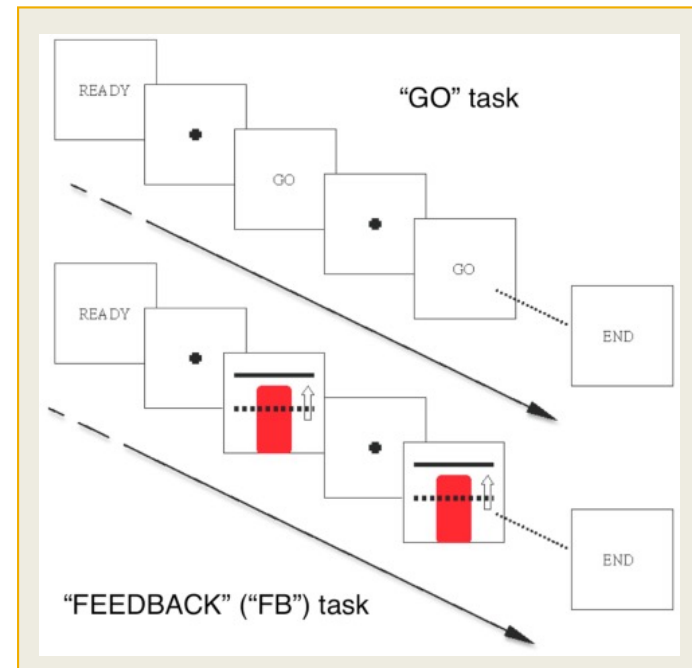 READY
“GO” task
GO
GO
END
READY
END
“FEEDBACK” (“FB”) task